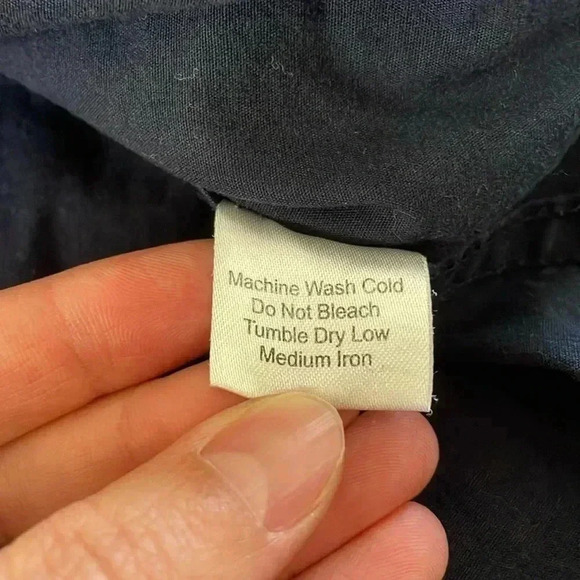 Machine Wash Cold
Do Not Bleach
Tumble Dry Low
Medium Iron